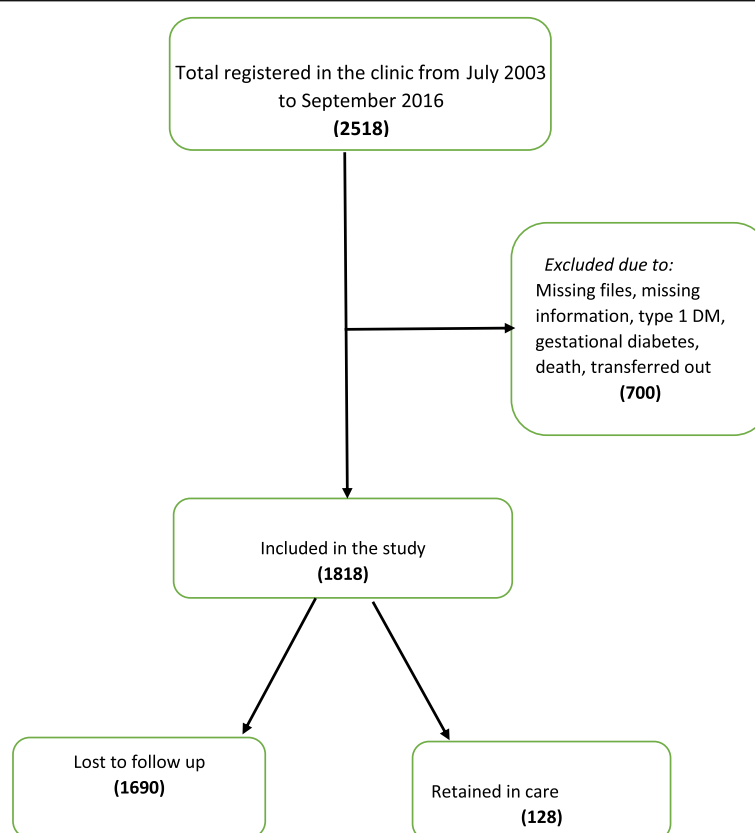 Total registered in the clinic from July 2003
to September 2016
(2518)
Excluded due to:
Missing files, missing
information, type 1 DM,
gestational diabetes,
death, transferred out
(700)
Included in the study
(1818)
Lost to follow up
(1690)
Retained in care
(128)